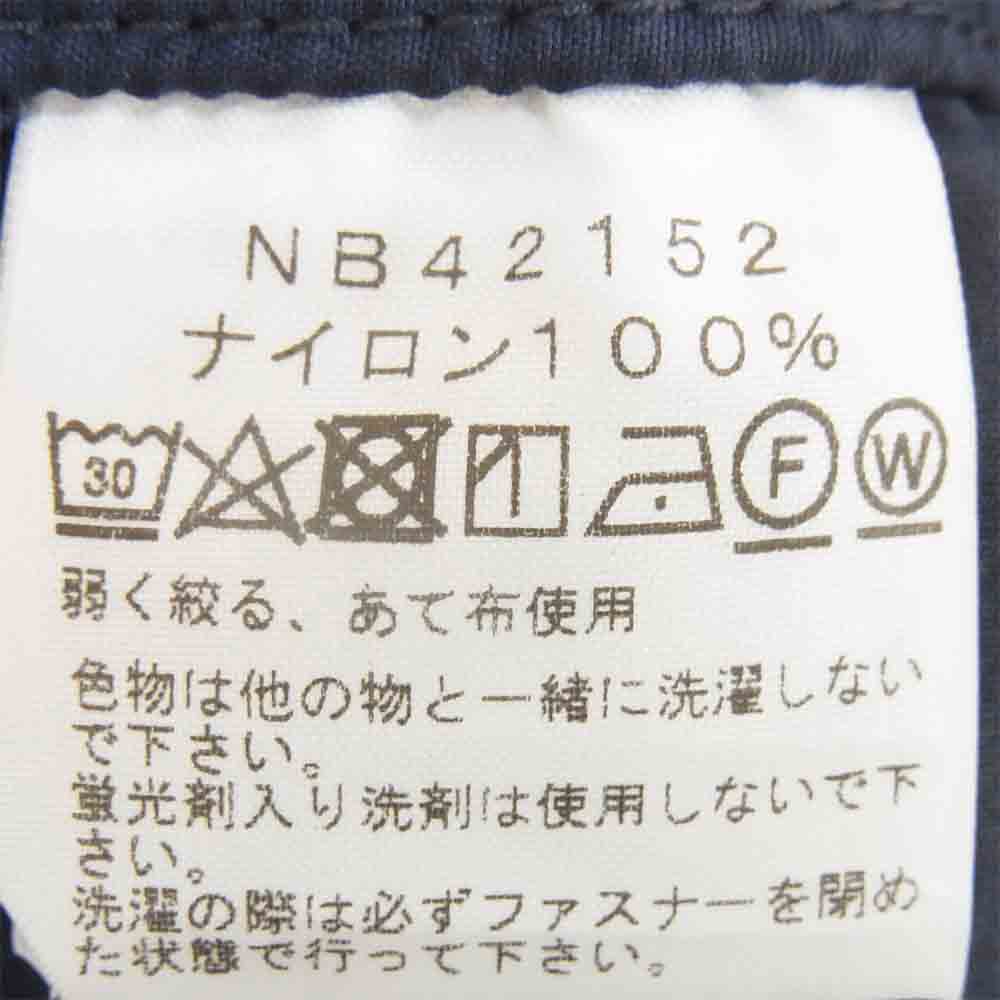 NB42152
ナイロン100%
30 F W
弱く絞る、あて布使用
色物は他の物と一緒に洗濯しない
で下さい。
蛍光剤入り洗剤は使用しないで下
さい。
洗濯の際は必ずファスナーを閉め
た状態で行って下さい。